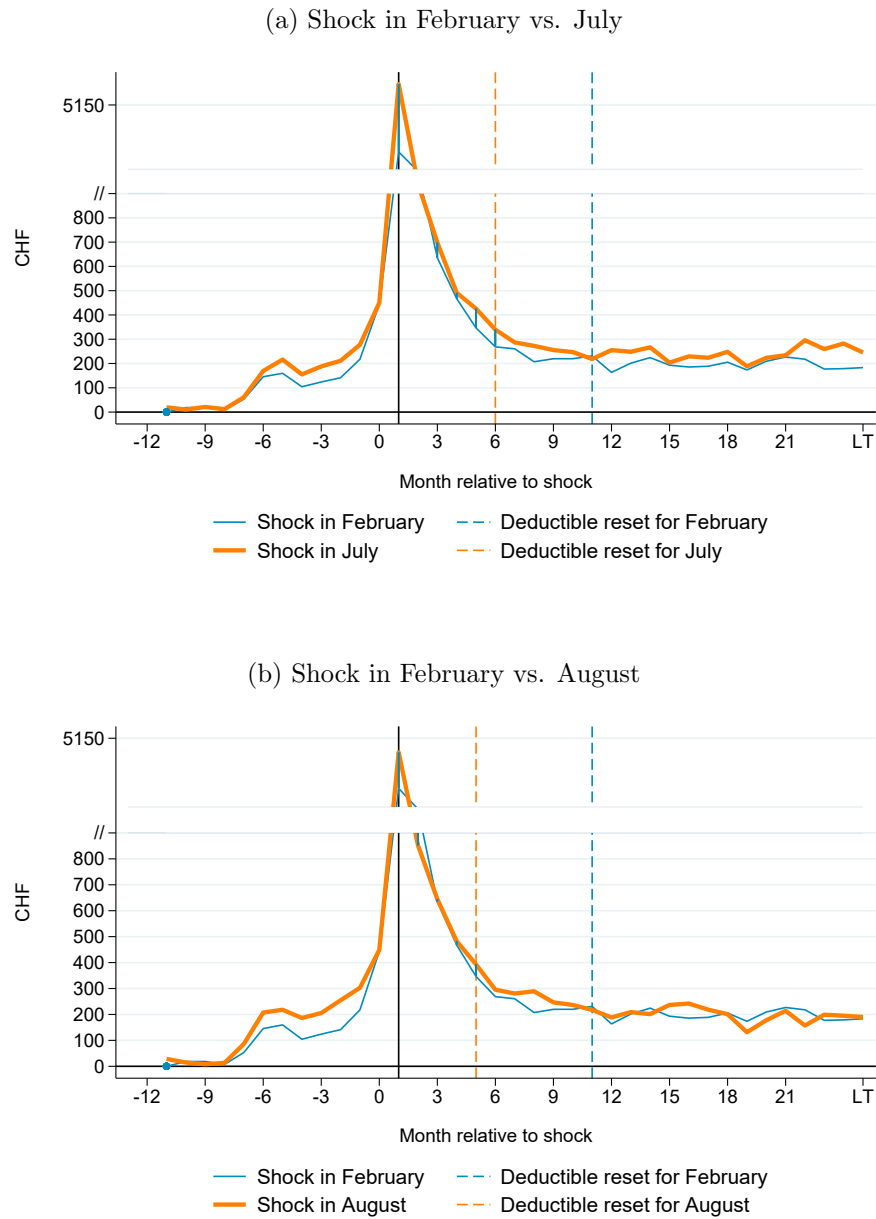 (a) Shock in February vs. July
5150
//
800
700
600
500
400
300
200
100
0
CHF
-12 -9 -6 -3 0 3 6 9 12 15 18 21 LT
Month relative to shock
Shock in February Deductible reset for February
Shock in July Deductible reset for July
(b) Shock in February vs. August
5150
//
800
700
600
500
400
300
200
100
0
CHF
-12 -9 -6 -3 0 3 6 9 12 15 18 21 LT
Month relative to shock
Shock in February Deductible reset for February
Shock in August Deductible reset for August